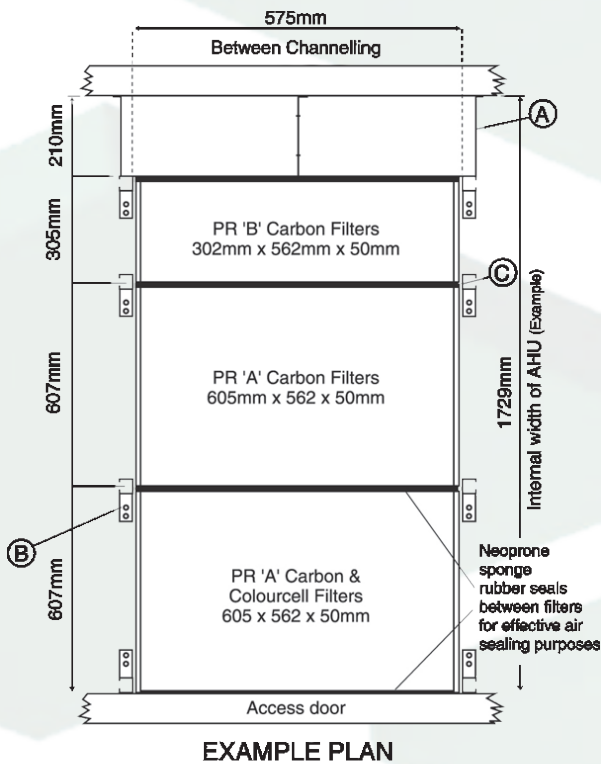 575mm
Between Channelling
210mm
A
305mm
PR 'B' Carbon Filters
302mm x 562mm x 50mm
C
607mm
PR 'A' Carbon Filters
605mm x 562 x 50mm
1729mm
Internal width of AHU (Example)
B
607mm
PR 'A' Carbon &
Colourcell Filters
605 x 562 x 50mm
Neoprone
sponge
rubber seals
between filters
for effective air
sealing purposes
Access door
EXAMPLE PLAN